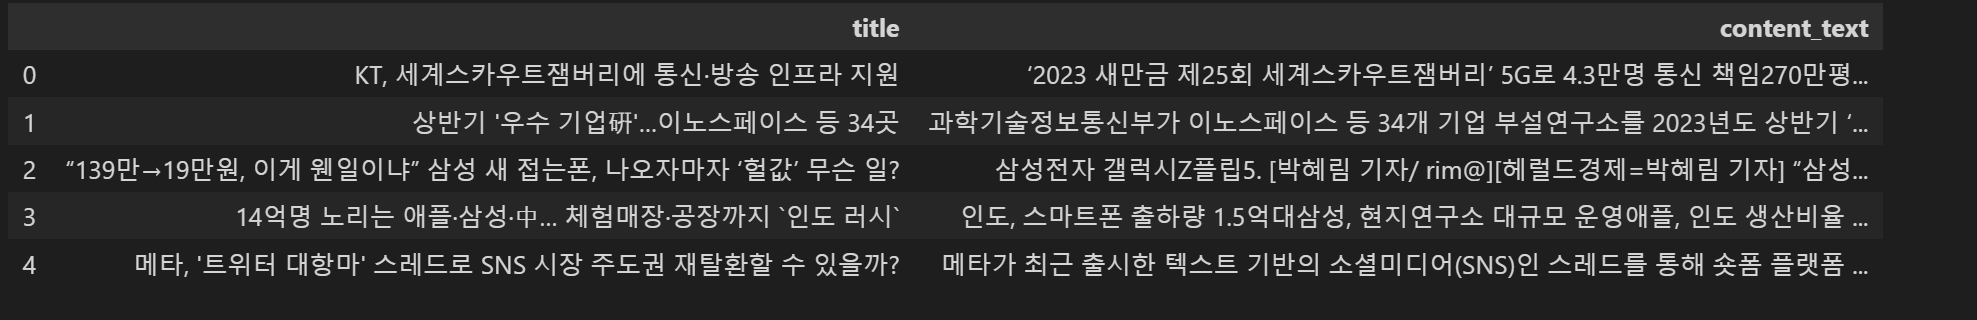 title content_text
0 KT, 세계스카우트잼버리에 통신·방송 인프라 지원 ‘2023 새만금 제25회 세계스카우트잼버리’ 5G로 4.3만명 통신 책임270만평...
1 상반기 '우수 기업硏'...이노스페이스 등 34곳 과학기술정보통신부가 이노스페이스 등 34개 기업 부설연구소를 2023년도 상반기 ‘...
2 “139만→19만원, 이게 웬일이냐” 삼성 새 접는폰, 나오자마자 ‘헐값’ 무슨 일? 삼성전자 갤럭시Z플립5. [박혜림 기자/ rim@][헤럴드경제=박혜림 기자] “삼성...
3 14억명 노리는 애플·삼성·中... 체험매장·공장까지 `인도 러시` 인도, 스마트폰 출하량 1.5억대삼성, 현지연구소 대규모 운영애플, 인도 생산비율 ...
4 메타, '트위터 대항마' 스레드로 SNS 시장 주도권 재탈환할 수 있을까? 메타가 최근 출시한 텍스트 기반의 소셜미디어(SNS)인 스레드를 통해 숏폼 플랫폼 ...